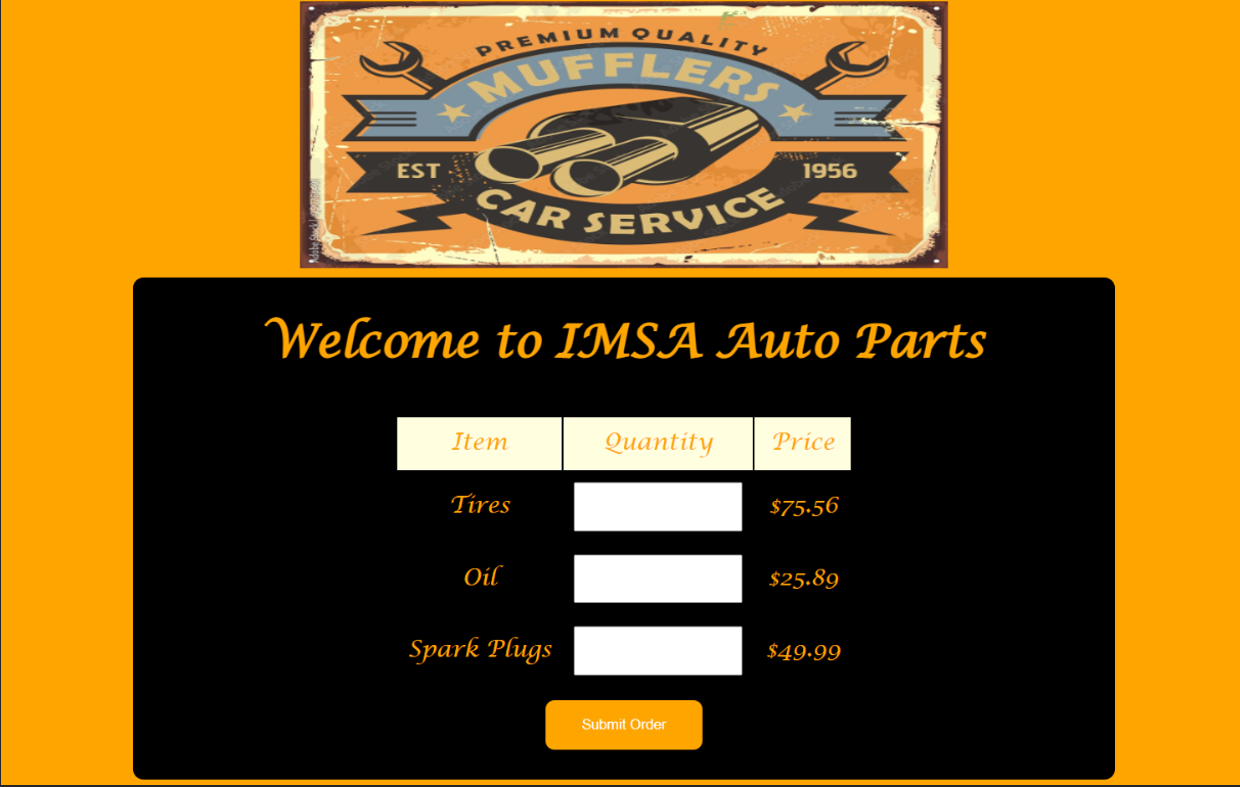 PREMIUM QUALITY
MUFFLERS
EST 1956
CAR SERVICE
Welcome to IMSA Auto Parts
Item Quantity Price
Tires $75.56
Oil $25.89
Spark Plugs $49.99
Submit Order